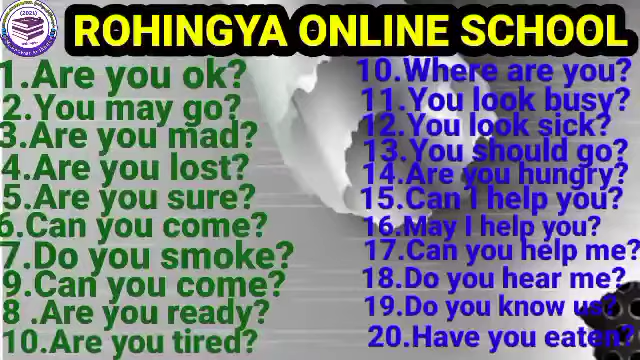 (2021)
ROHINGYA ONLINE SCHOOL
1.Are you ok?
2.You may go?
3.Are you mad?
4.Are you lost?
5.Are you sure?
6.Can you come?
7.Do you smoke?
9.Can you come?
8 .Are you ready?
10.Are you tired?
10.Where are you?
11.You look busy?
12.You look sick?
13.You should go?
14.Are you hungry?
15.Can I help you?
16.May I help you?
17.Can you help me?
18.Do you hear me?
19.Do you know us?
20.Have you eaten?